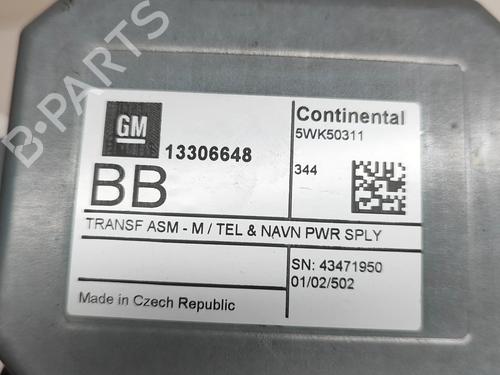 B-PARTS
GM
13306648
BB
Continental
5WK50311
344
TRANSF ASM - M / TEL & NAVN PWR SPLY
SN: 43471950
01/02/502
Made in Czech Republic